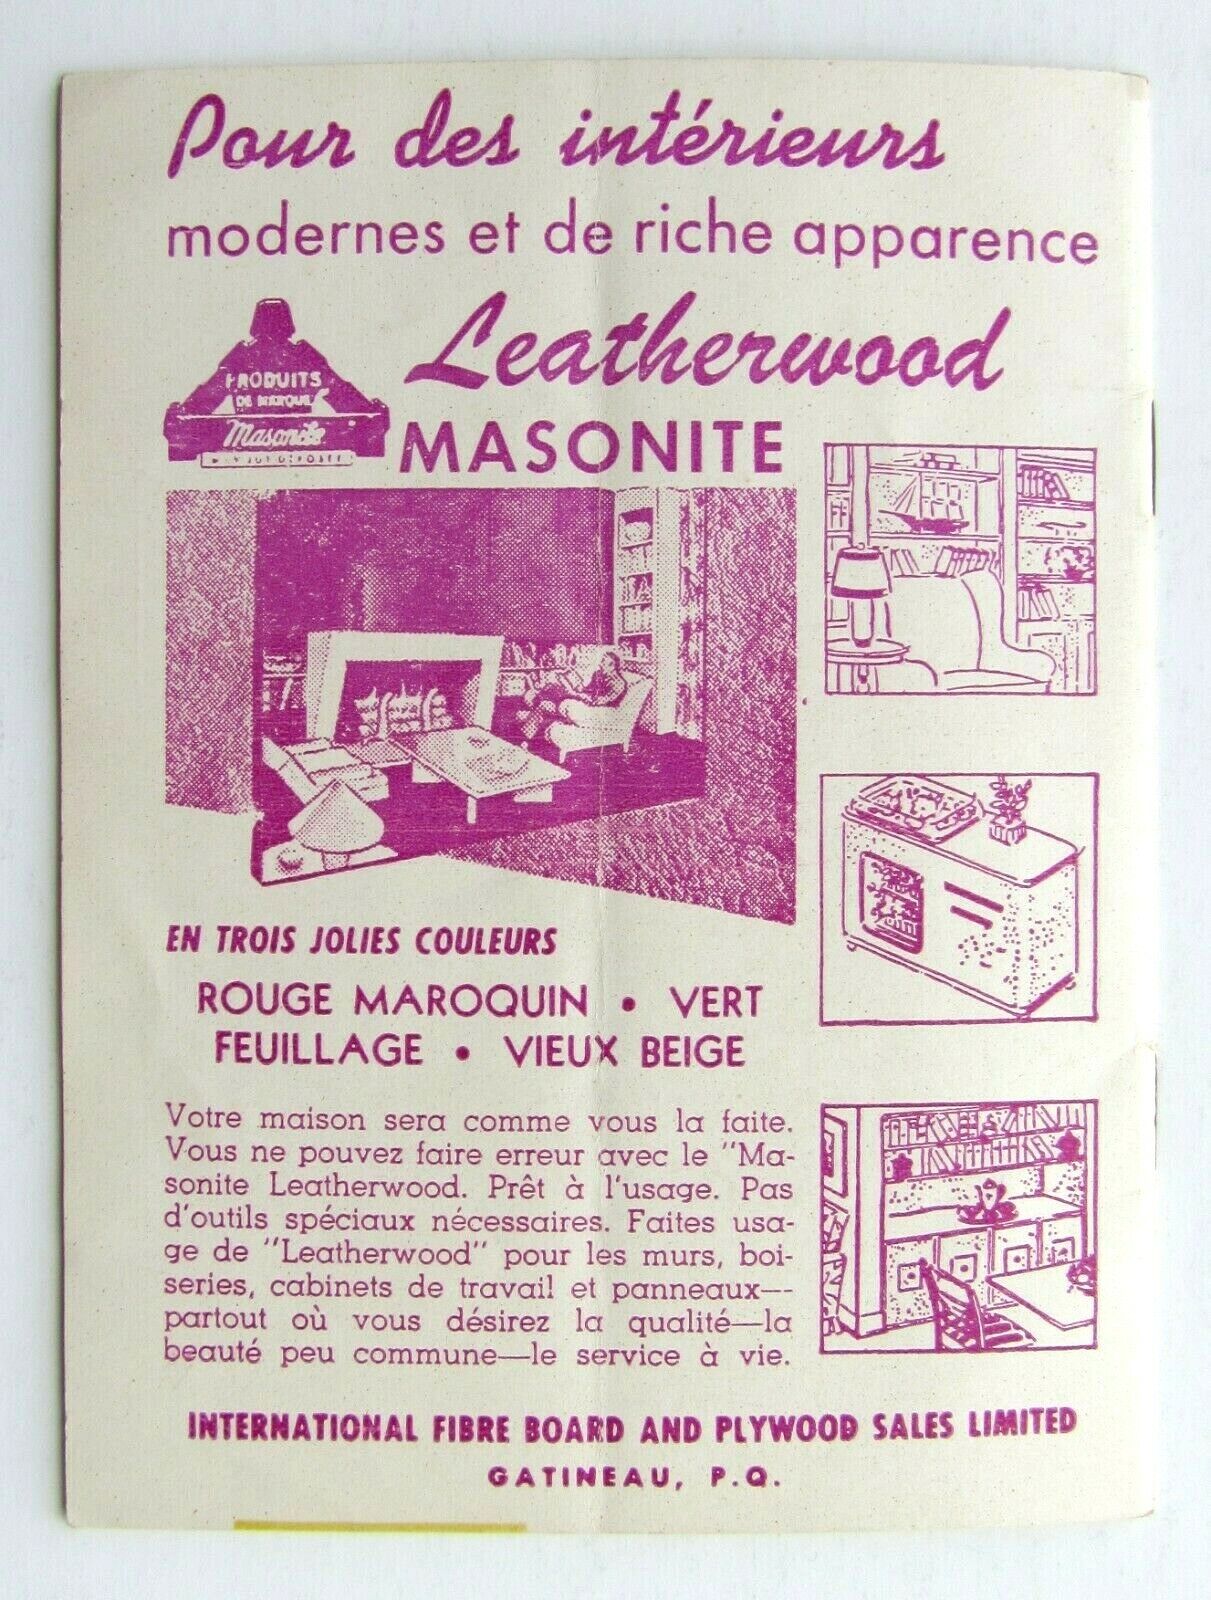 Pour des intérieurs
modernes et de riche apparence
Leatherwood
MASONITE
PRODUITS
DE MARQUE
Masonite
EN TROIS JOLIES COULEURS
ROUGE MAROQUIN • VERT
FEUILLAGE • VIEUX BEIGE
Votre maison sera comme vous la faite.
Vous ne pouvez faire erreur avec le "Ma-
sonite Leatherwood. Prêt à l'usage. Pas
d'outils spéciaux nécessaires. Faites usa-
ge de "Leatherwood" pour les murs, boi-
series, cabinets de travail et panneaux—
partout où vous désirez la qualité—la
beauté peu commune—le service à vie.
INTERNATIONAL FIBRE BOARD AND PLYWOOD SALES LIMITED
GATINEAU, P.Q.